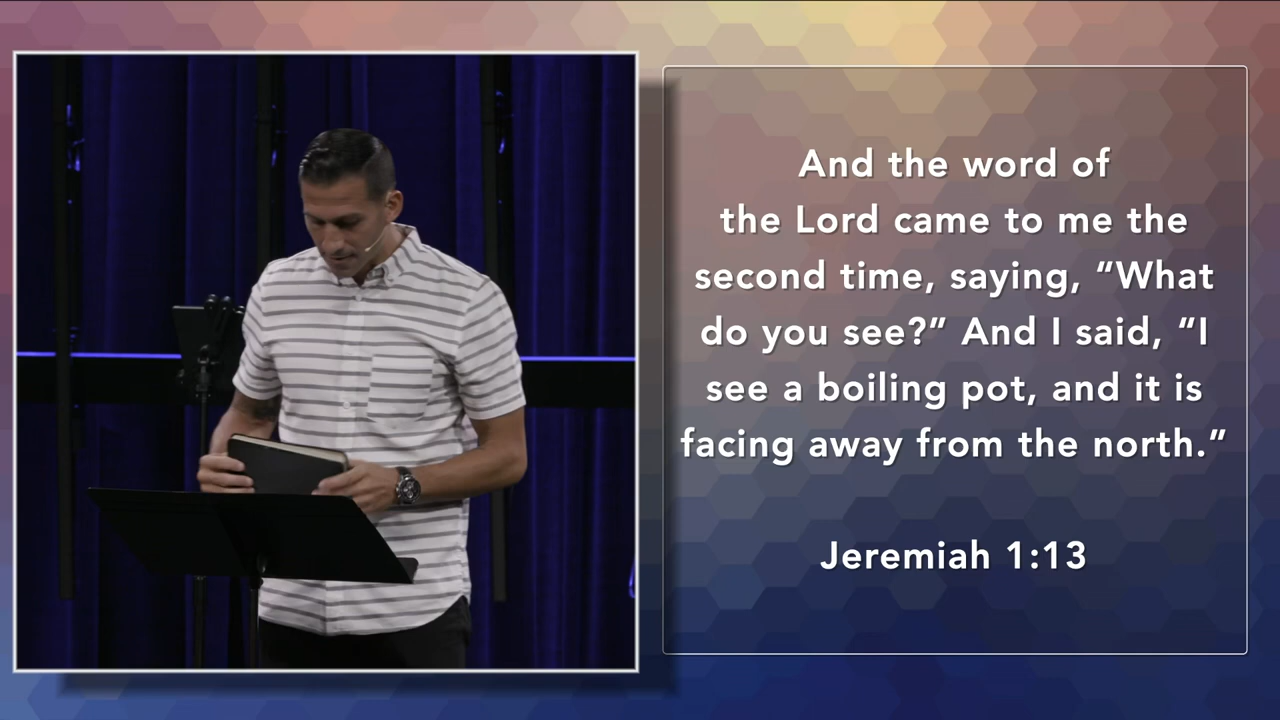 And the word of
the Lord came to me the
second time, saying, “What
do you see?” And I said, “I
see a boiling pot, and it is
facing away from the north.”
Jeremiah 1:13